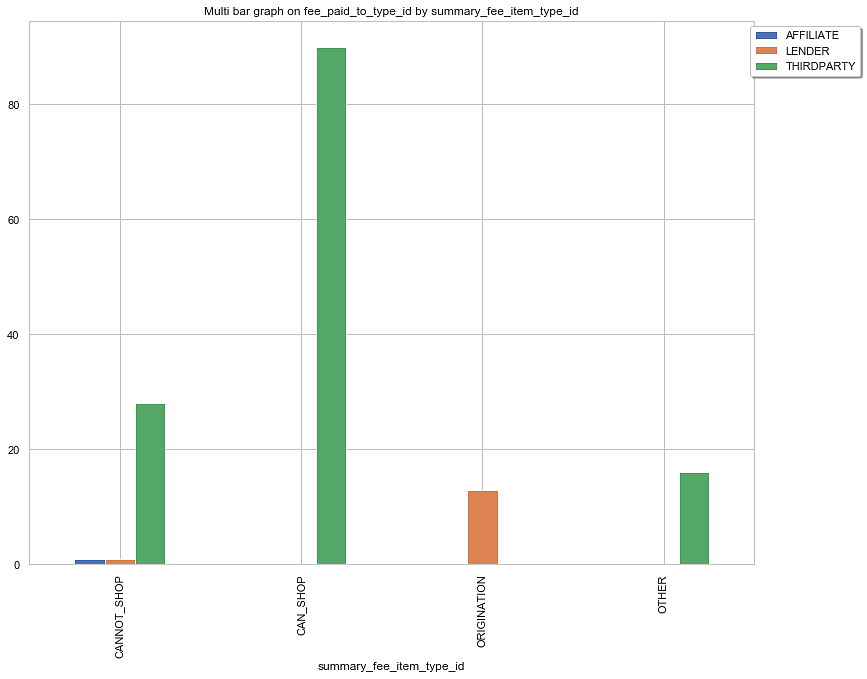 Multi bar graph on fee_paid_to_type_id by summary_fee_item_type_id
AFFILIATE
LENDER
THIRDPARTY
80
60
40
20
0
CANNOT_SHOP
CAN_SHOP
ORIGINATION
OTHER
summary_fee_item_type_id